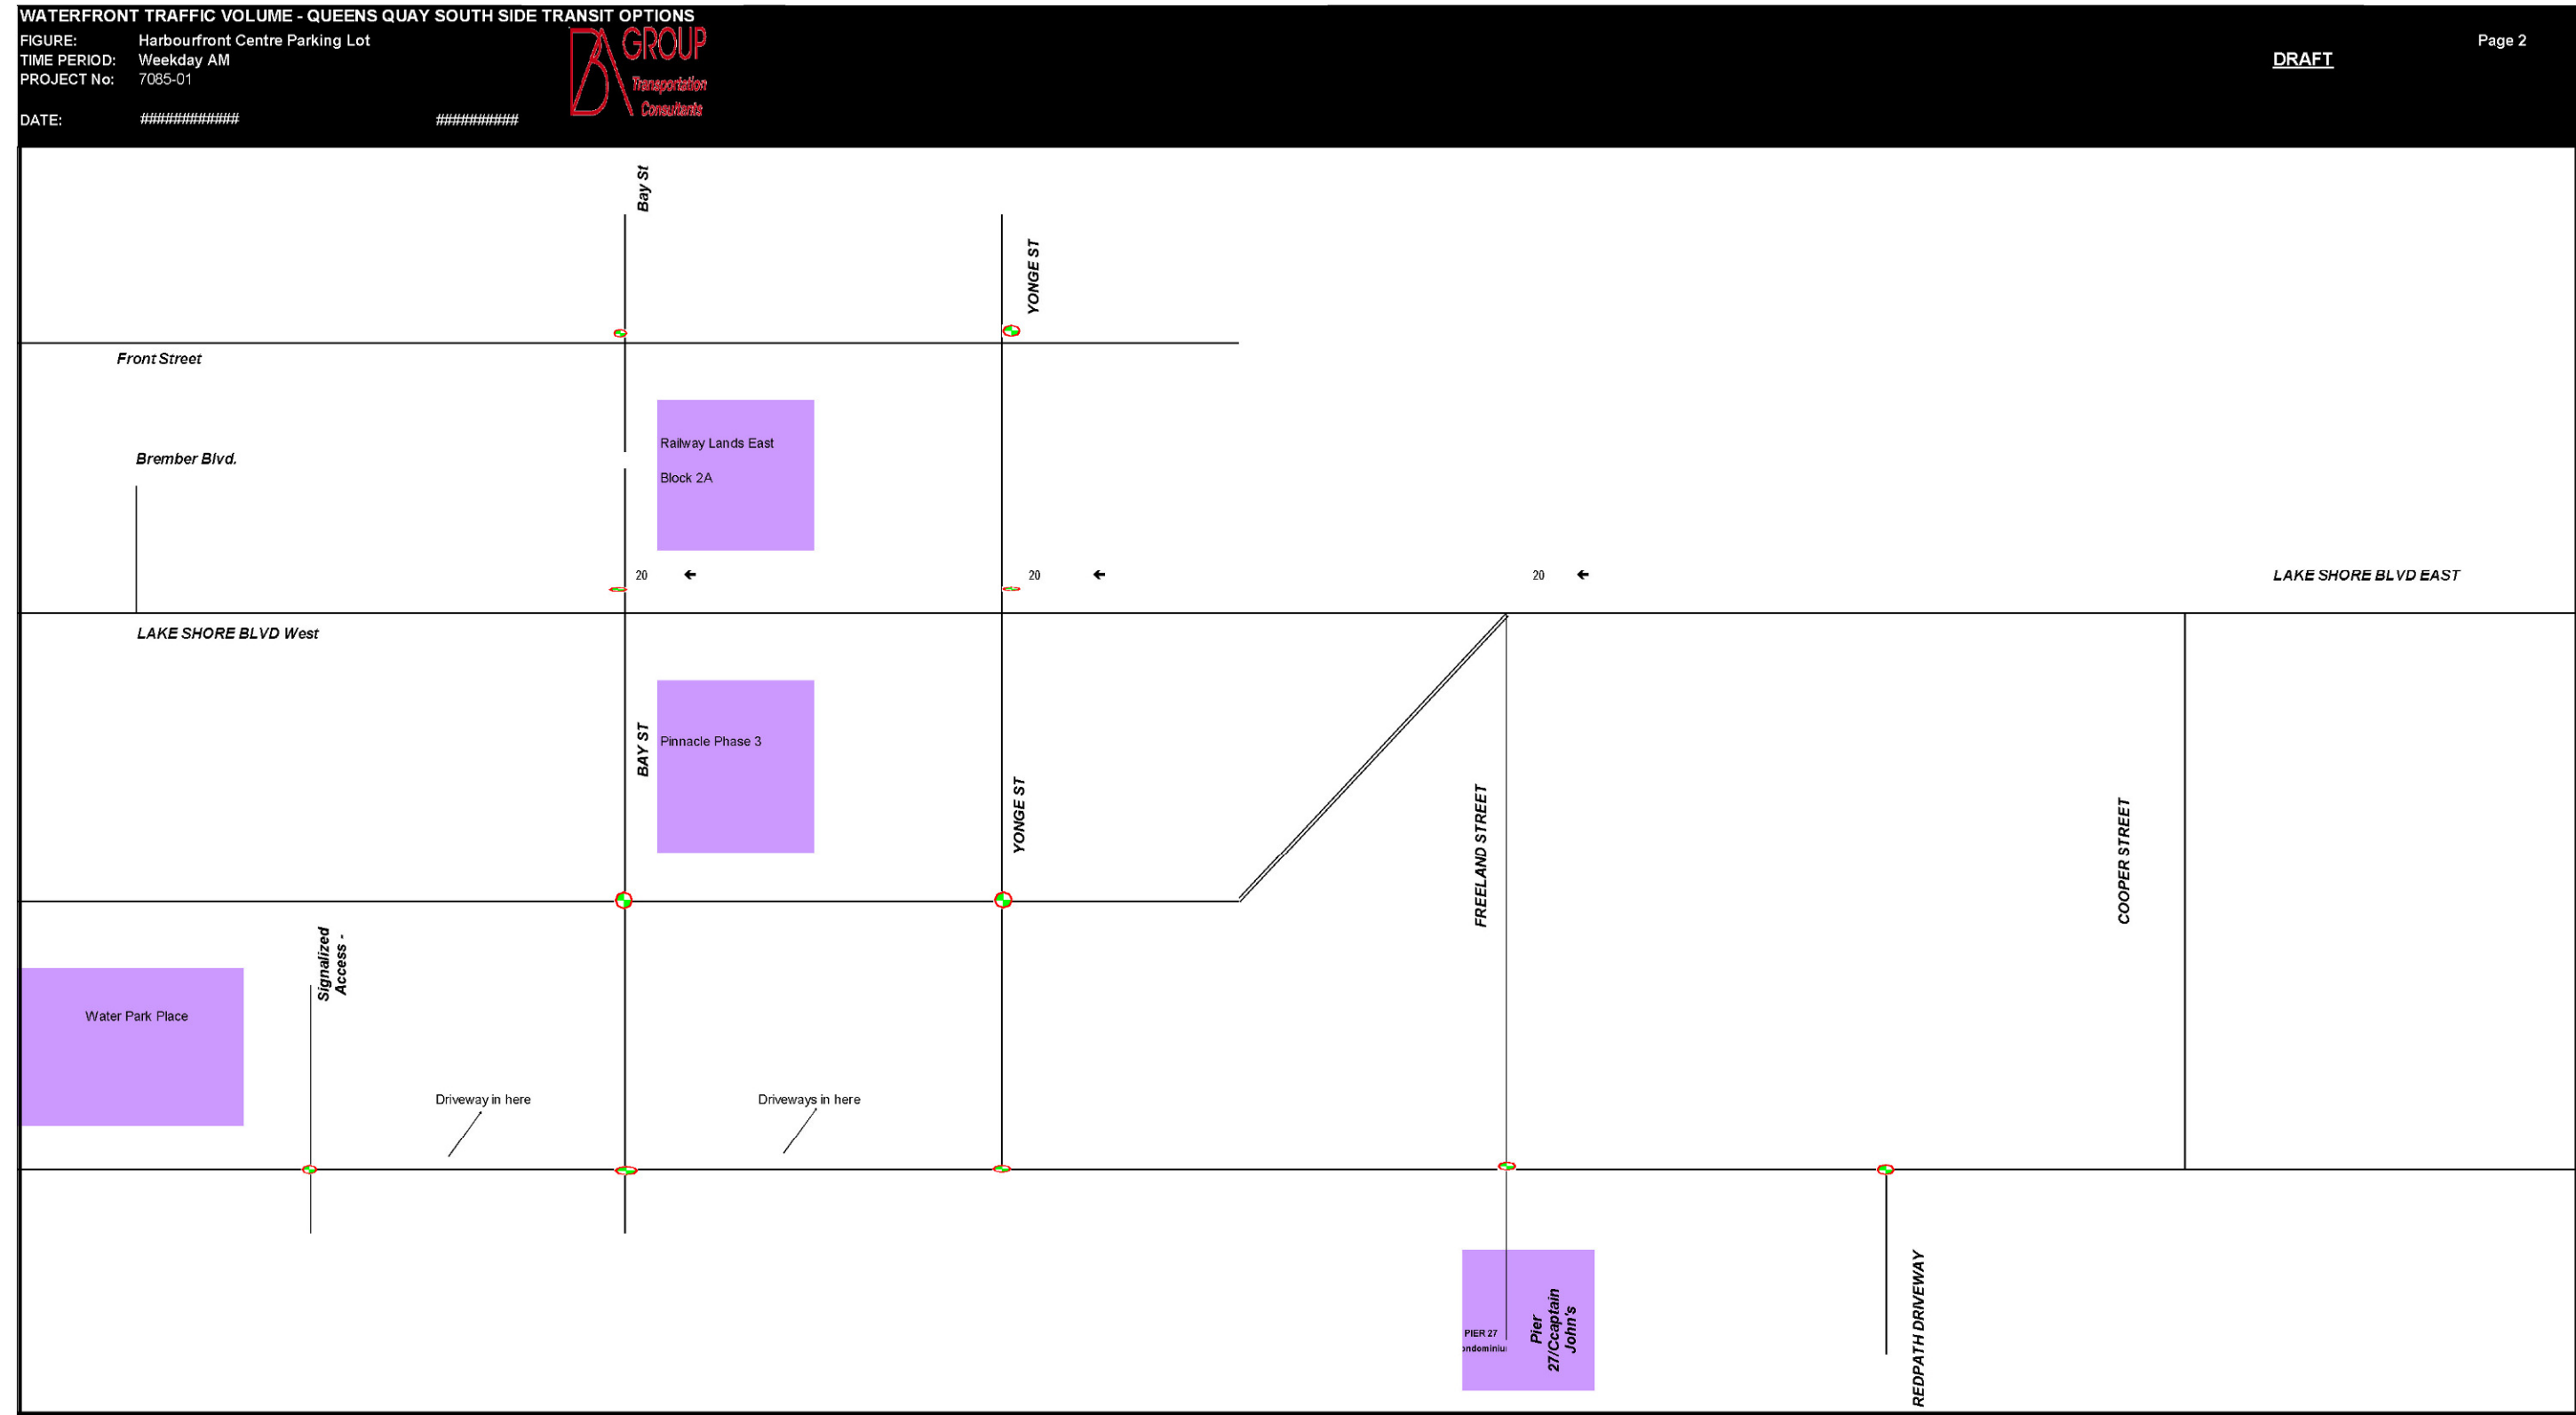 WATERFRONT TRAFFIC VOLUME - QUEENS QUAY SOUTH SIDE TRANSIT OPTIONS
FIGURE: Harbourfront Centre Parking Lot
TIME PERIOD: Weekday AM
PROJECT No: 7085-01
DATE: ############ ##########
BA GROUP
Transportation
Consultants
DRAFT
Page 2
Bay St
YONGE ST
Front Street
Brember Blvd.
Railway Lands East
Block 2A
20 ←
20 ←
20 ←
LAKE SHORE BLVD EAST
LAKE SHORE BLVD West
BAY ST
Pinnacle Phase 3
YONGE ST
FREELAND STREET
COOPER STREET
Signalized
Access -
Water Park Place
Driveway in here
Driveways in here
PIER 27
ondominiu
Pier
27/Ccaptain
John's
REDPATH DRIVEWAY